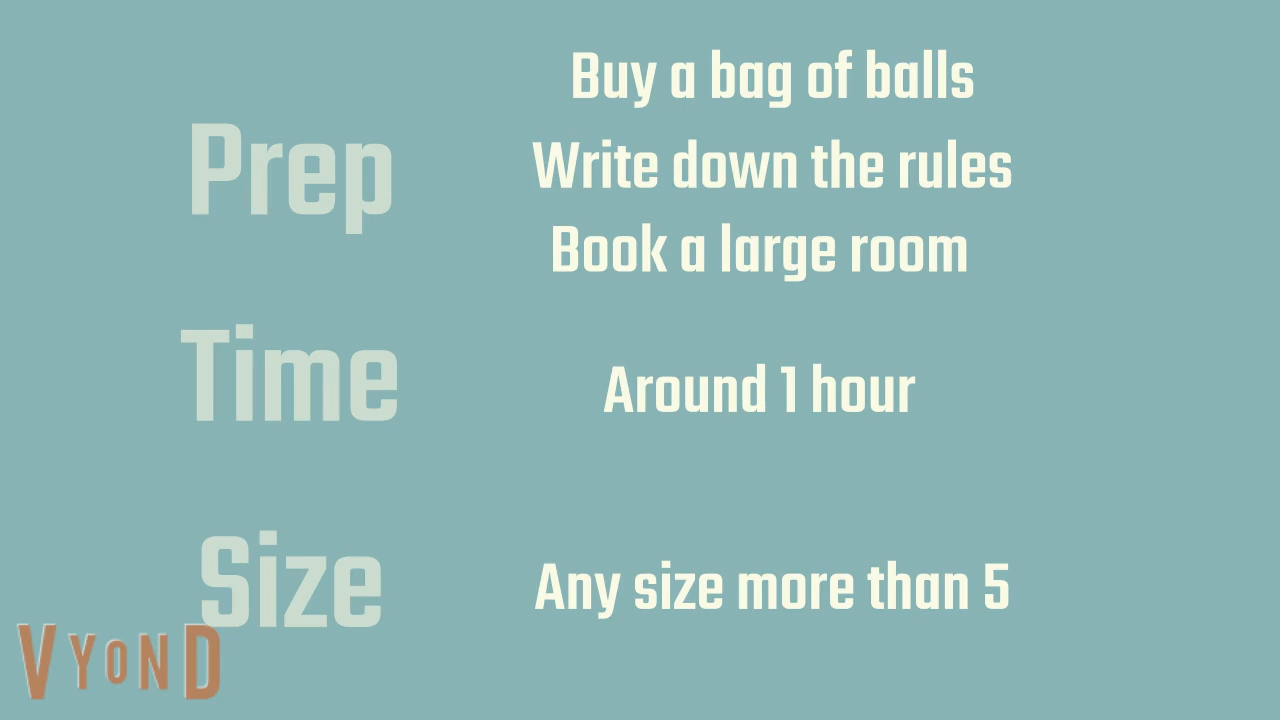 Buy a bag of balls
Prep
Write down the rules
Book a large room
Time
Around 1 hour
Size
Any size more than 5
VYOND